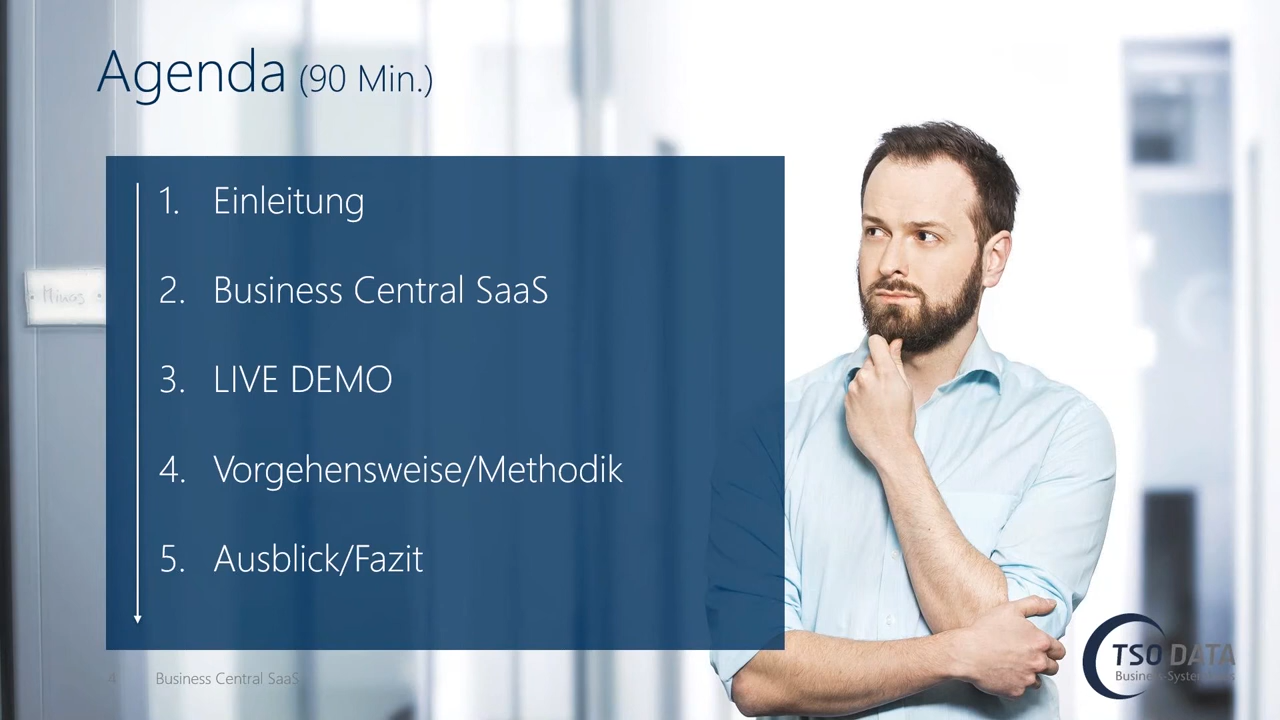 Agenda (90 Min.)
1. Einleitung
2. Business Central SaaS
3. LIVE DEMO
4. Vorgehensweise/Methodik
5. Ausblick/Fazit
4 Business Central SaaS
TSO DATA